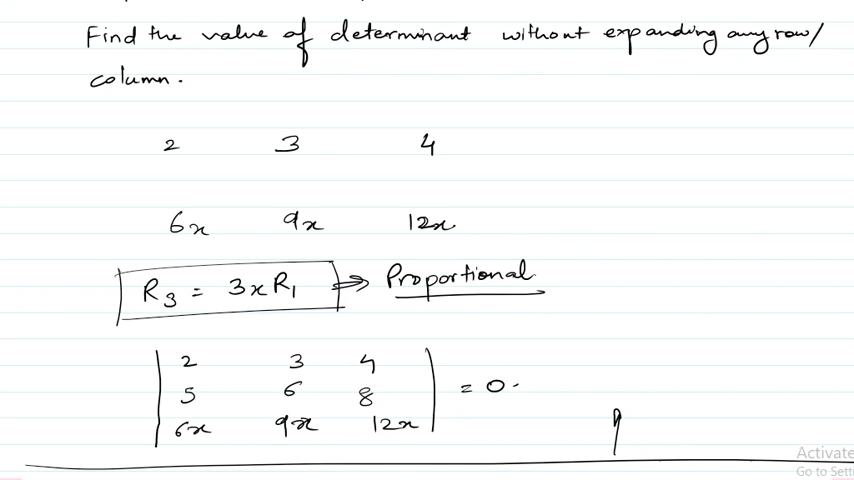 Find the value of determinant without expanding any row/
column.
2 3 4
6x 9x 12x
R₃ = 3x R₁ ⇒ Proportional
2 3 4
5 6 8 = 0.
6x 9x 12x
Activate
Go to Setti